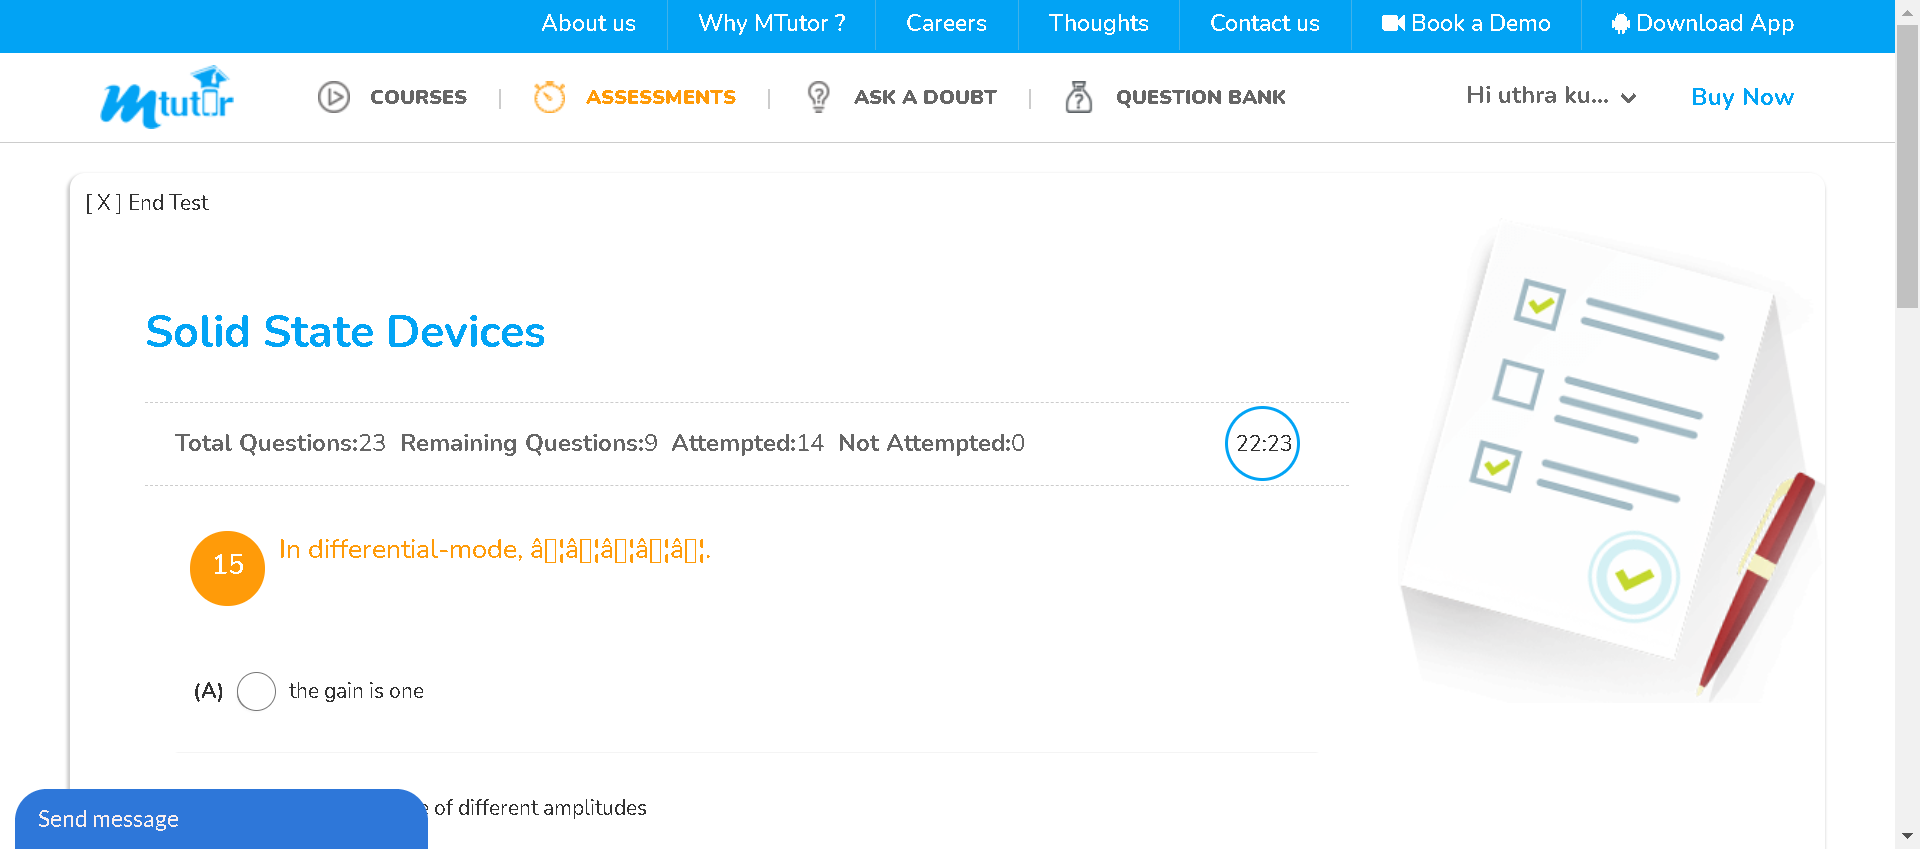 About us Why MTutor ? Careers Thoughts Contact us Book a Demo Download App
Mtutor COURSES | ASSESSMENTS | ASK A DOUBT | QUESTION BANK Hi uthra ku... Buy Now
[ X ] End Test
Solid State Devices
Total Questions:23 Remaining Questions:9 Attempted:14 Not Attempted:0 22:23
15 In differential-mode, â▯¦â▯¦â▯¦â▯¦â▯¦.
(A) the gain is one
of different amplitudes
Send message